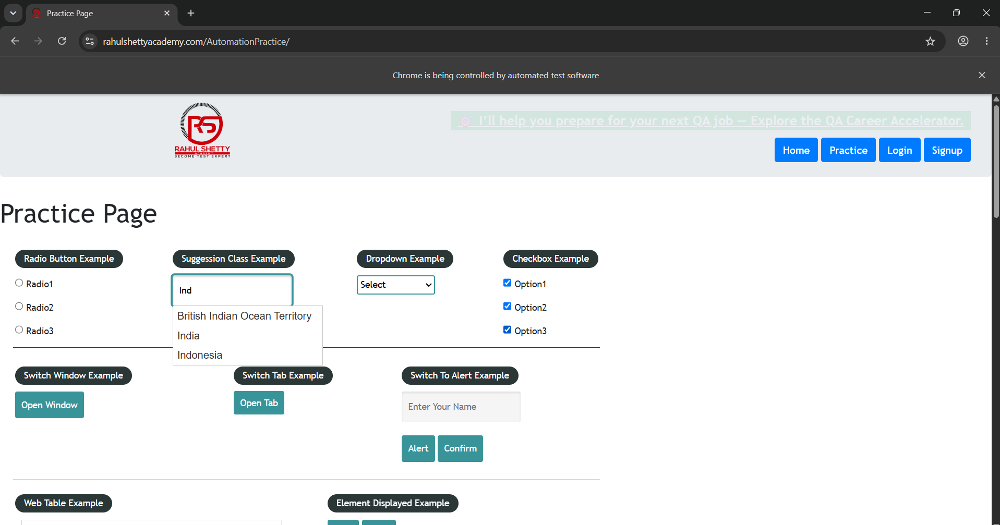 Practice Page
rahulshettyacademy.com/AutomationPractice/
Chrome is being controlled by automated test software
RS
RAHUL SHETTY
ACADEMY
BECOME TEST EXPERT
🎯 I’ll help you prepare for your next QA job — Explore the QA Career Accelerator.
Home Practice Login Signup
Practice Page
Radio Button Example Suggession Class Example Dropdown Example Checkbox Example
Radio1 Ind Select Option1
Radio2 British Indian Ocean Territory Option2
India
Radio3 Option3
Indonesia
Switch Window Example Switch Tab Example Switch To Alert Example
Open Window Open Tab Enter Your Name
Alert Confirm
Web Table Example Element Displayed Example